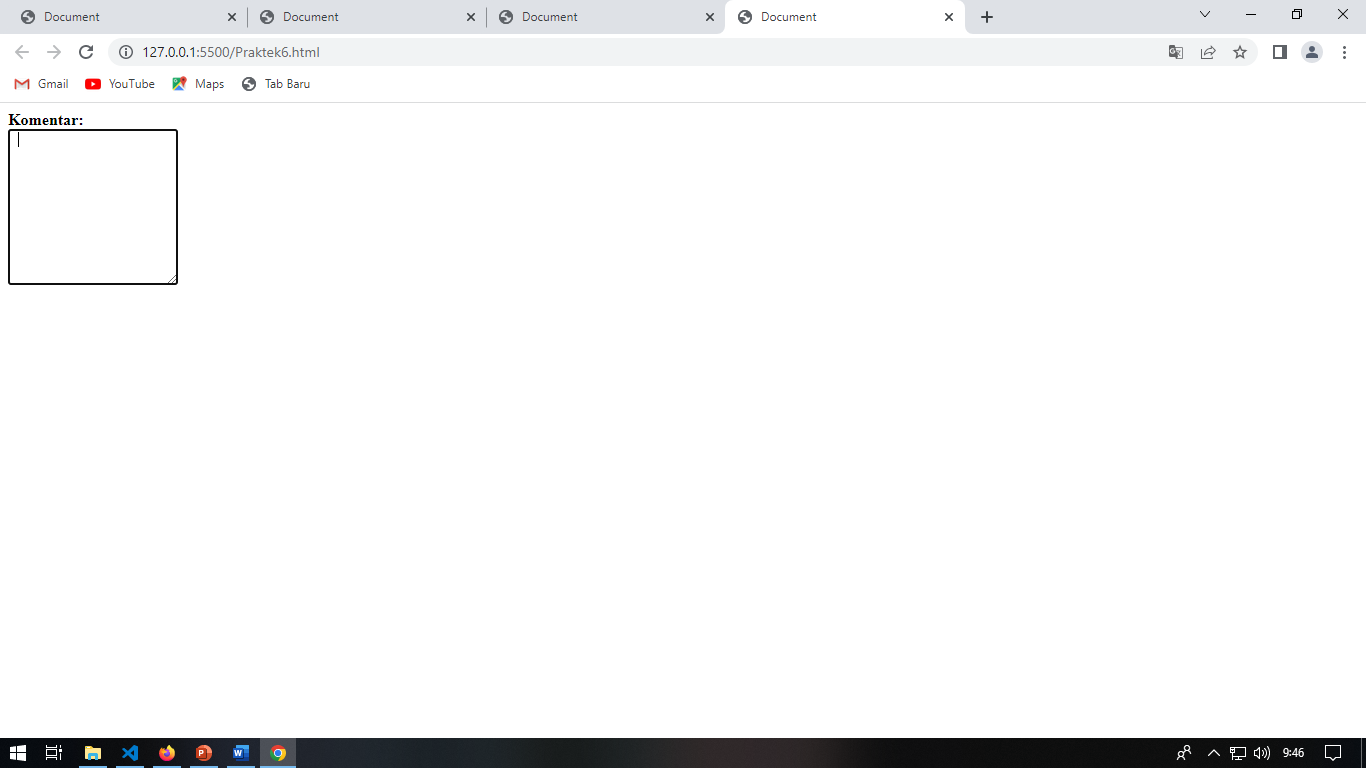 Document Document Document Document
127.0.0.1:5500/Praktek6.html
Gmail YouTube Maps Tab Baru
Komentar:
9:46